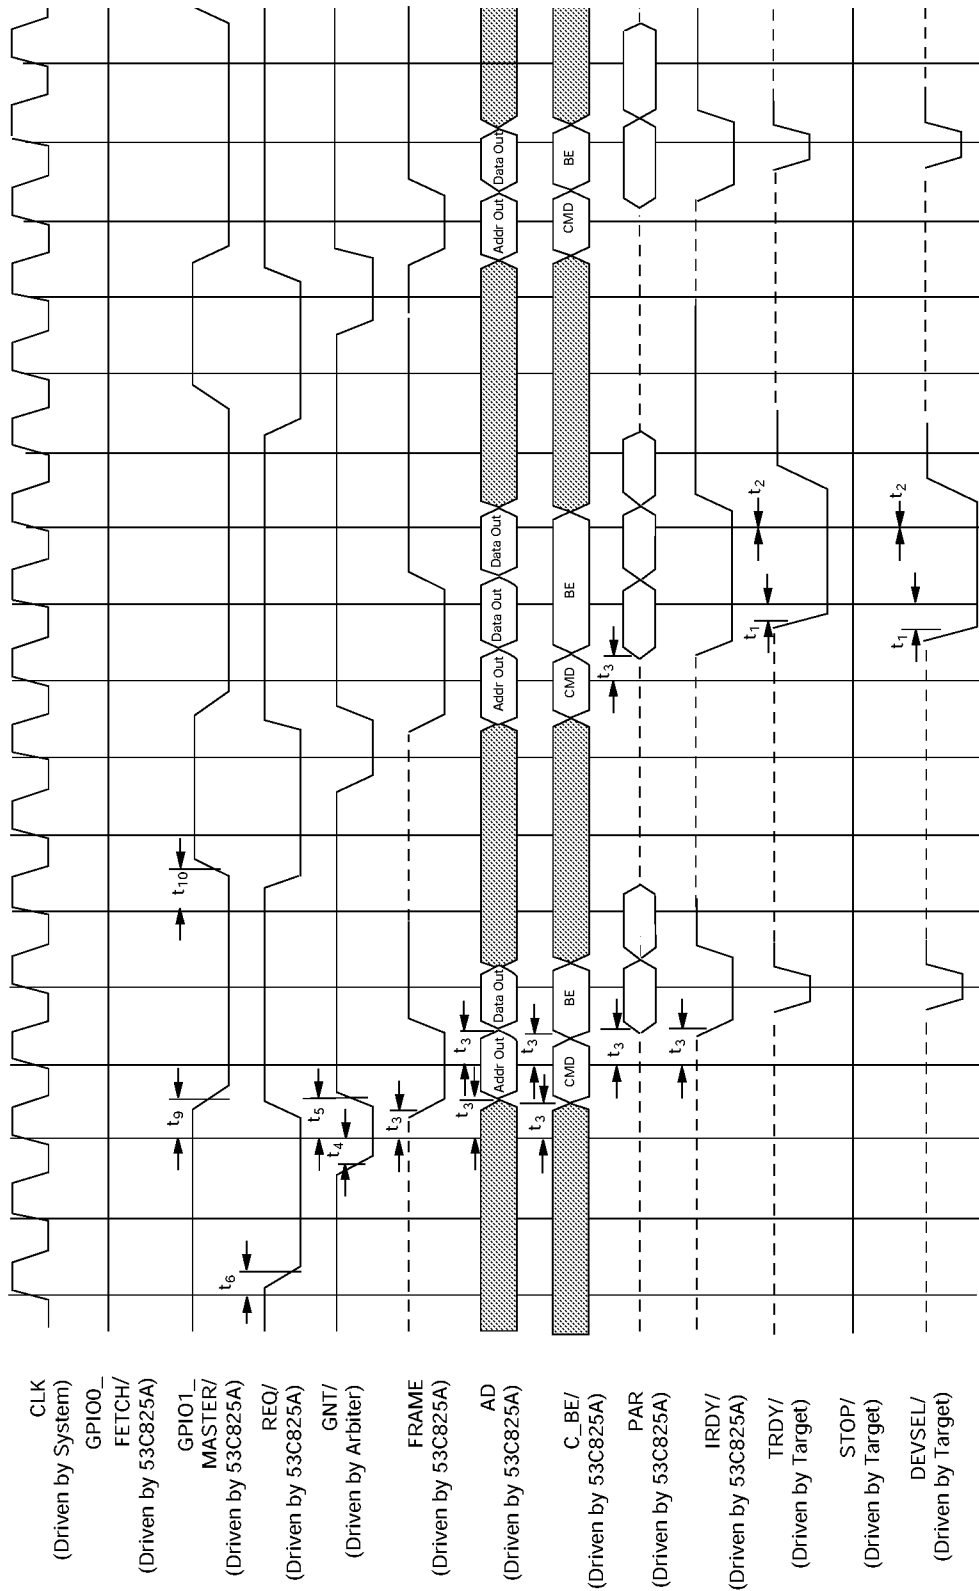 CLK
(Driven by System)
GPIO0_
FETCH/
(Driven by 53C825A)
GPIO1_
MASTER/
(Driven by 53C825A)
t9
t10
REQ/
(Driven by 53C825A)
t6
GNT/
(Driven by Arbiter)
t4
t5
FRAME
(Driven by 53C825A)
t3
AD
(Driven by 53C825A)
t3
t3
Addr Out
Data Out
Addr Out
Data Out
Data Out
Addr Out
Data Out
C_BE/
(Driven by 53C825A)
t3
t3
CMD
BE
CMD
BE
CMD
BE
PAR
(Driven by 53C825A)
t3
t3
IRDY/
(Driven by 53C825A)
t3
TRDY/
(Driven by Target)
t1
t2
STOP/
(Driven by Target)
DEVSEL/
(Driven by Target)
t1
t2